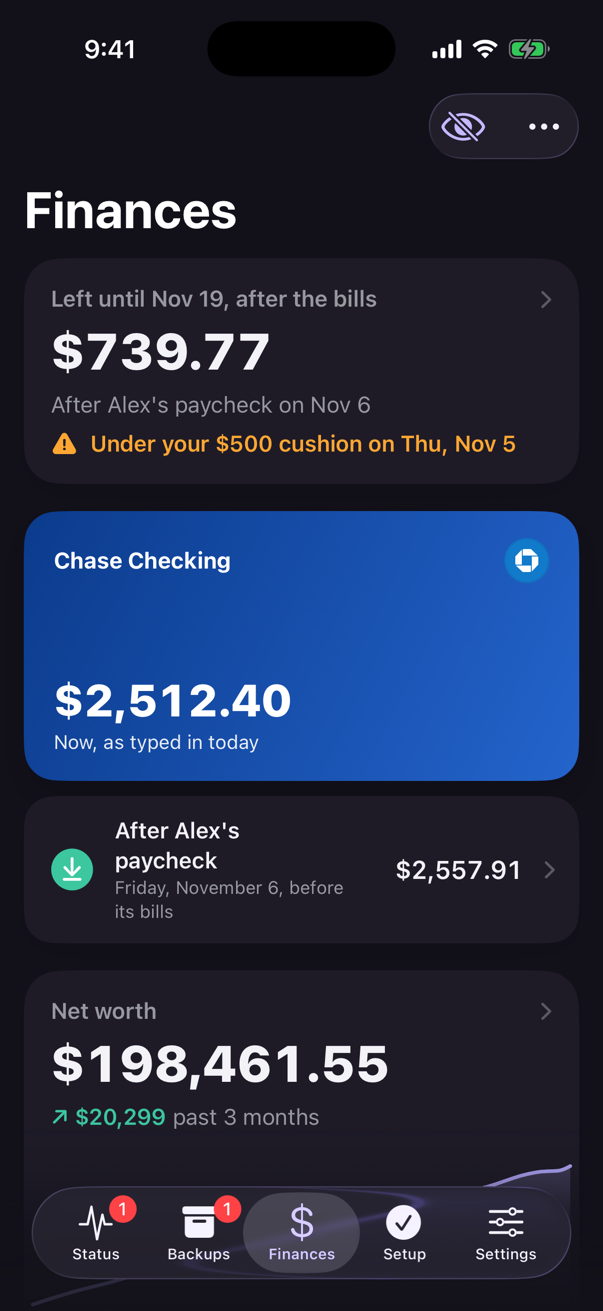 9:41
Finances
Left until Nov 19, after the bills
$739.77
After Alex's paycheck on Nov 6
Under your $500 cushion on Thu, Nov 5
Chase Checking
$2,512.40
Now, as typed in today
After Alex's
paycheck
Friday, November 6, before
its bills
$2,557.91
Net worth
$198,461.55
$20,299 past 3 months
1
1
Status
Backups
Finances
Setup
Settings